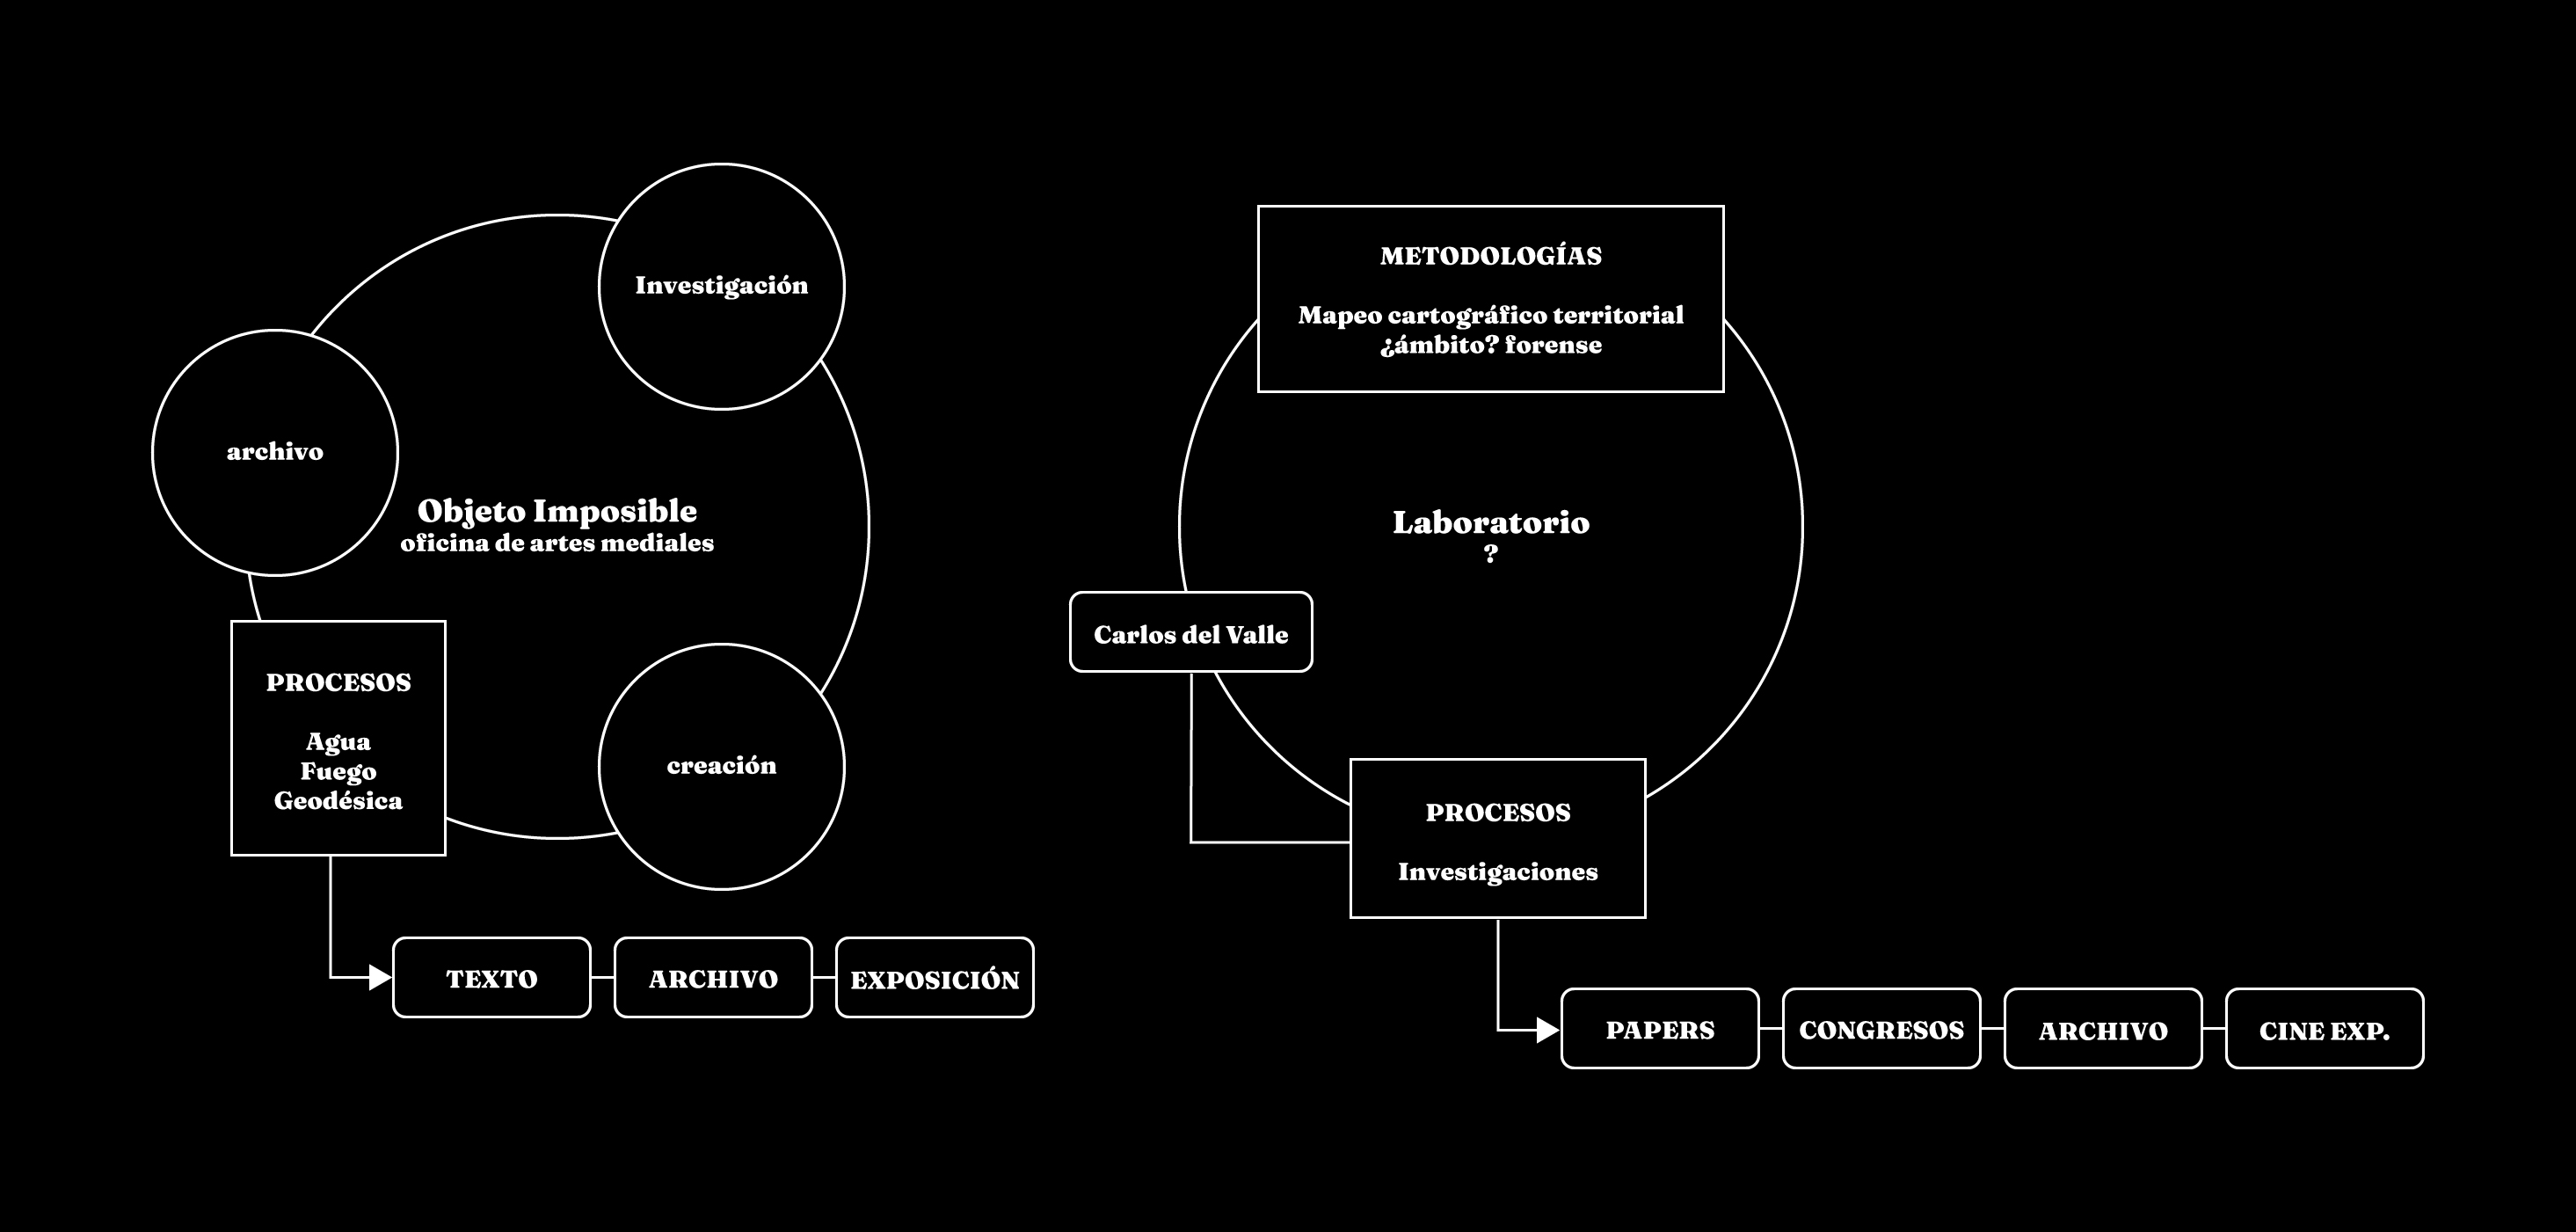 Investigación
archivo
Objeto Imposible
oficina de artes mediales
PROCESOS
Agua
Fuego
Geodésica
creación
TEXTO
ARCHIVO
EXPOSICIÓN
METODOLOGÍAS
Mapeo cartográfico territorial
¿ámbito? forense
Laboratorio
?
Carlos del Valle
PROCESOS
Investigaciones
PAPERS
CONGRESOS
ARCHIVO
CINE EXP.